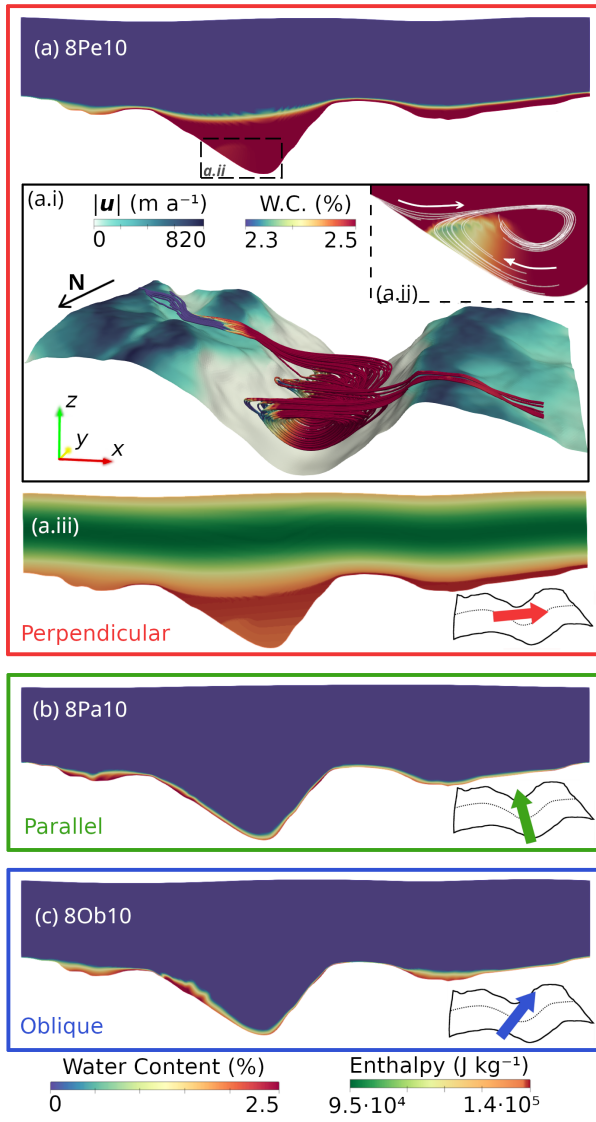 (a) 8Pe10
a.ii
(a.i)
|u| (m a⁻¹)
0 820
W.C. (%)
2.3 2.5
(a.ii)
N
z
y
x
(a.iii)
Perpendicular
(b) 8Pa10
Parallel
(c) 8Ob10
Oblique
Water Content (%)
0 2.5
Enthalpy (J kg⁻¹)
9.5·10⁴ 1.4·10⁵